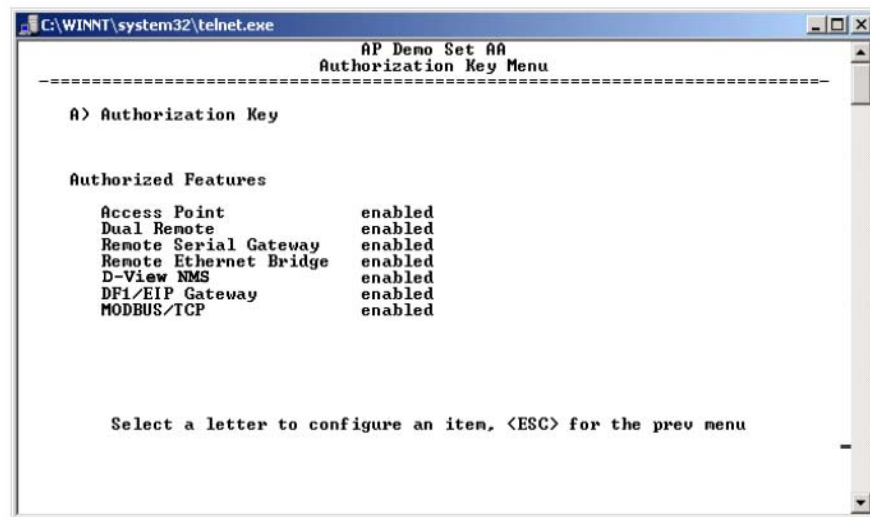 C:\WINNT\system32\telnet.exe
AP Demo Set AA
Authorization Key Menu
-==============================================================================-
A) Authorization Key
Authorized Features
Access Point enabled
Dual Remote enabled
Remote Serial Gateway enabled
Remote Ethernet Bridge enabled
D-View NMS enabled
DF1/EIP Gateway enabled
MODBUS/TCP enabled
Select a letter to configure an item, <ESC> for the prev menu